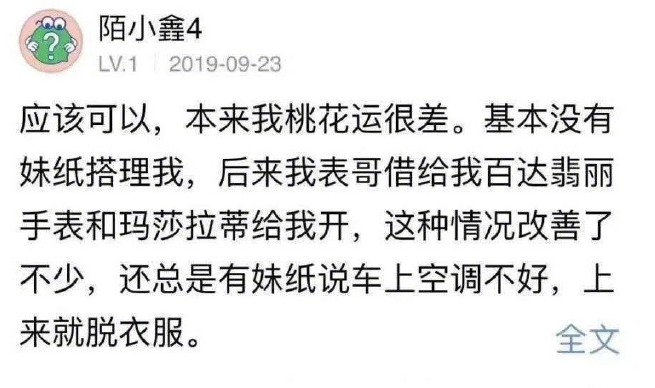 陌小鑫4
LV.1 2019-09-23
应该可以，本来我桃花运很差。基本没有
妹纸搭理我，后来我表哥借给我百达翡丽
手表和玛莎拉蒂给我开，这种情况改善了
不少，还总是有妹纸说车上空调不好，上
来就脱衣服。
全文